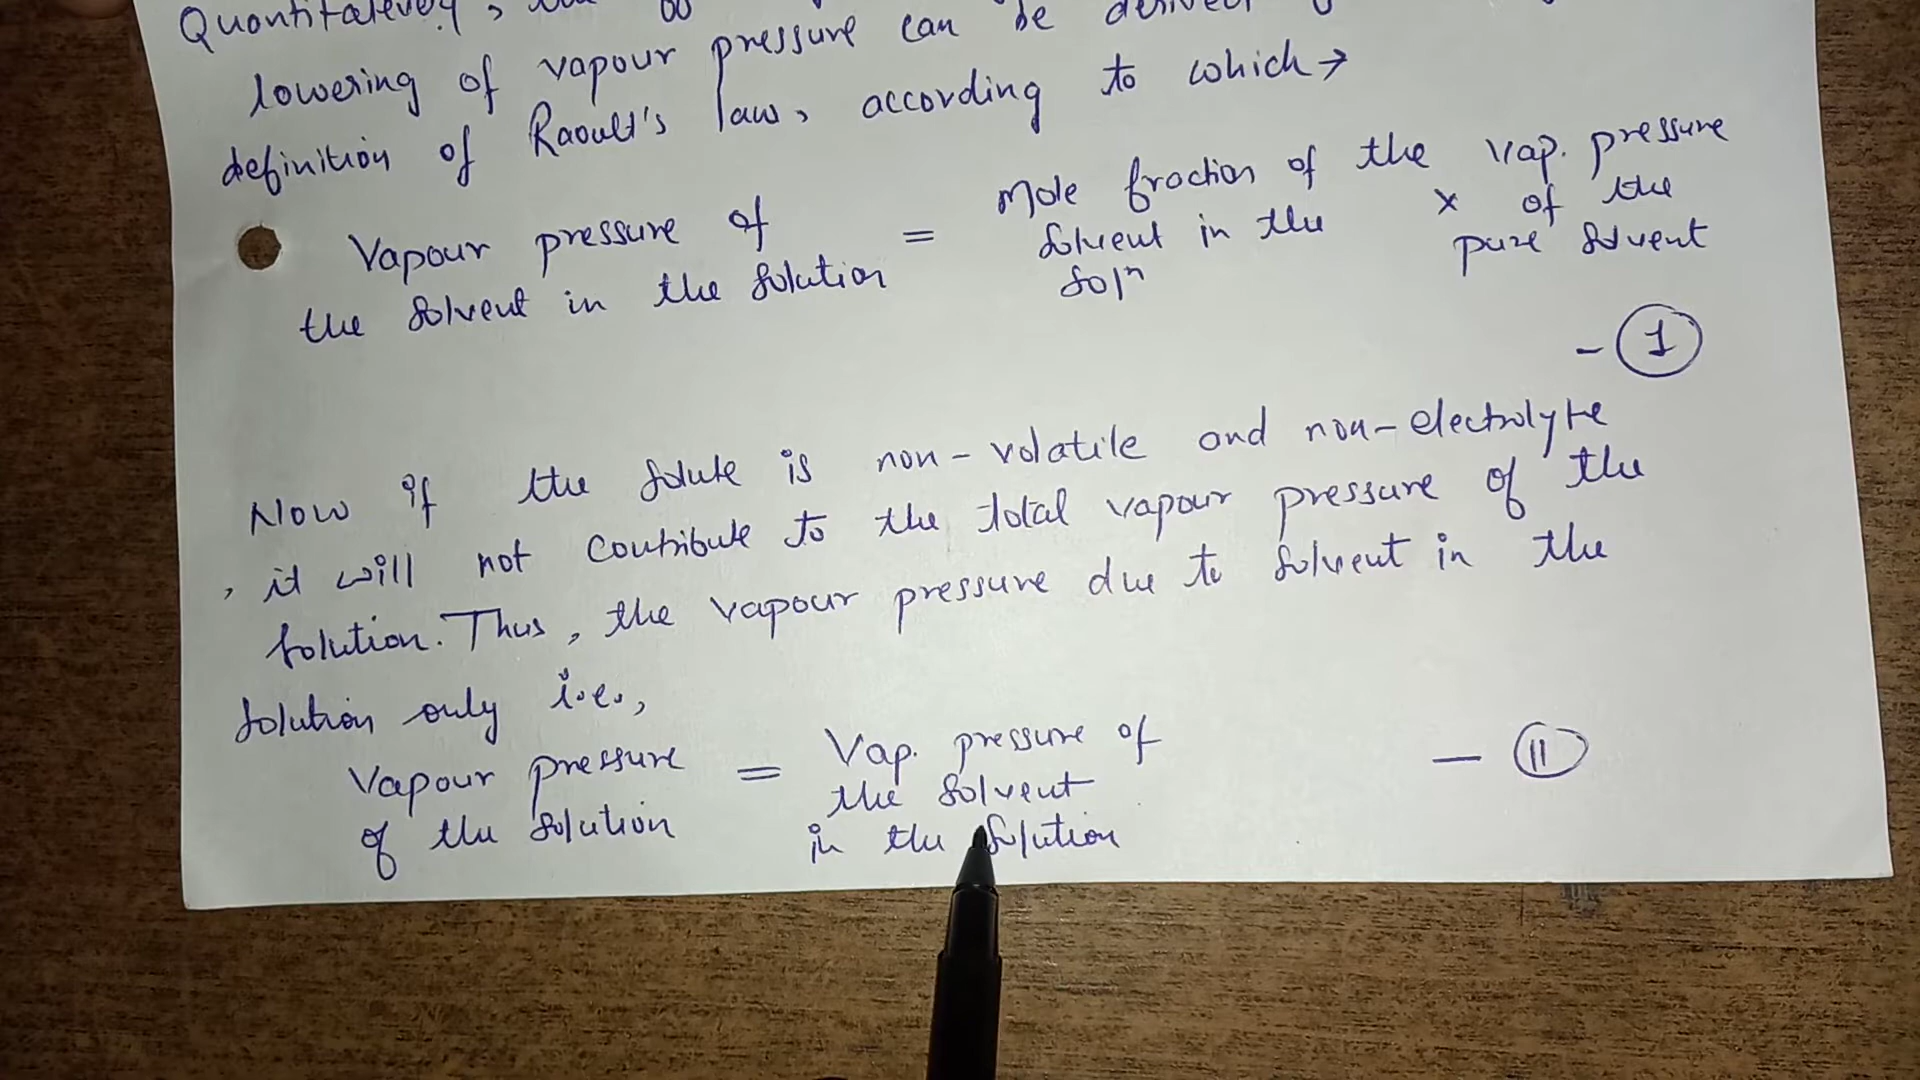 Quantitatively, the
lowering of vapour pressure can be derived
definition of Raoult's law, according to which →
Vapour pressure of the solvent in the solution = Mole fraction of the solvent in the solⁿ × vap. pressure of the pure solvent
- 1
Now if the solute is non-volatile and non-electrolyte
, it will not contribute to the total vapour pressure of the
solution. Thus, the vapour pressure due to solvent in the
solution only i.e.,
Vapour pressure of the solution = Vap. pressure of the solvent in the solution - II